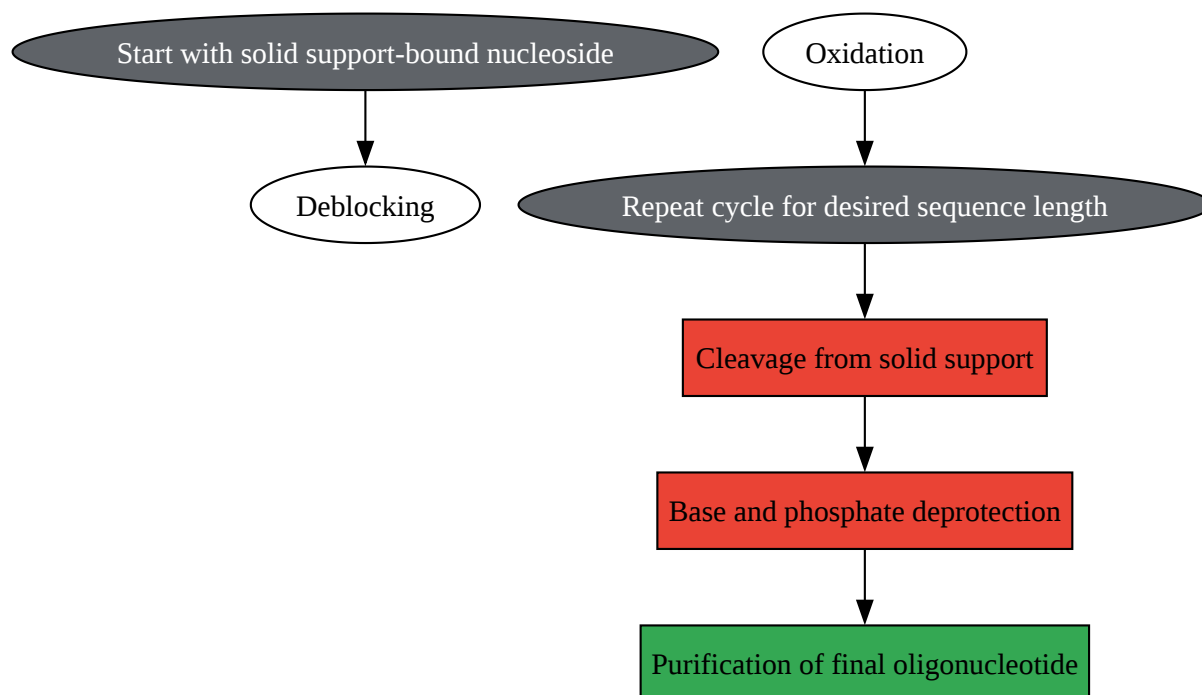 Start with solid support-bound nucleoside
Oxidation
Deblocking
Repeat cycle for desired sequence length
Cleavage from solid support
Base and phosphate deprotection
Purification of final oligonucleotide